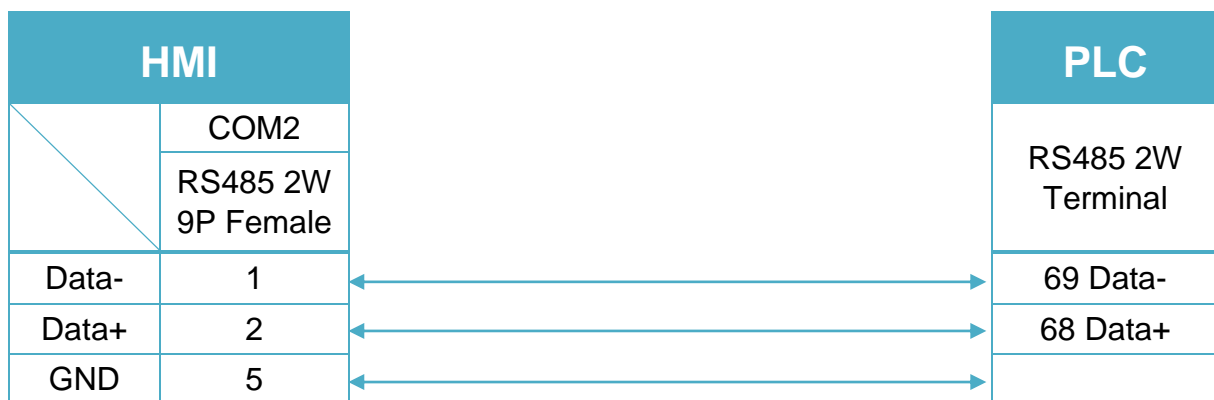 HMI
PLC
COM2
RS485 2W
9P Female
RS485 2W
Terminal
Data- 1 69 Data-
Data+ 2 68 Data+
GND 5